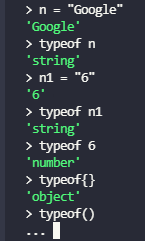 > n = "Google"
'Google'
> typeof n
'string'
> n1 = "6"
'6'
> typeof n1
'string'
> typeof 6
'number'
> typeof{}
'object'
> typeof()
...